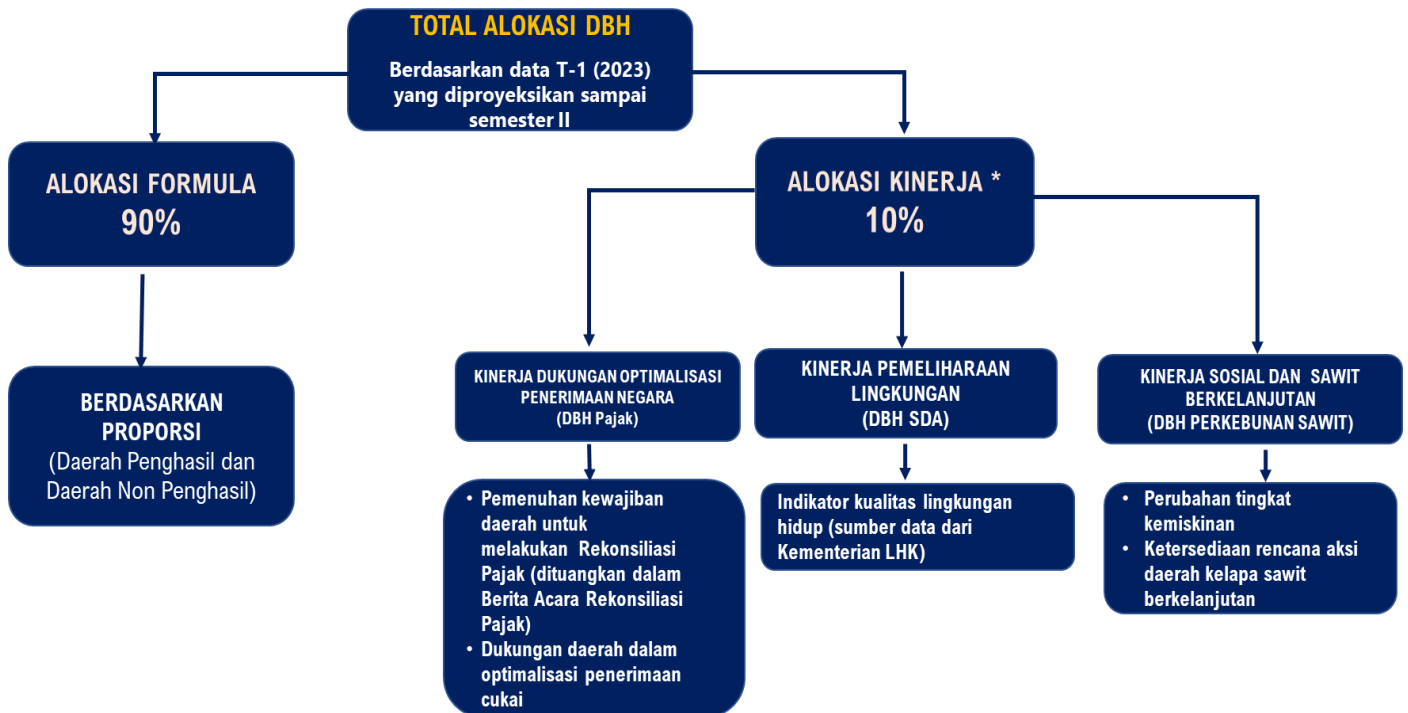 TOTAL ALOKASI DBH
Berdasarkan data T-1 (2023)
yang diproyeksikan sampai
semester II
ALOKASI FORMULA
90%
ALOKASI KINERJA *
10%
BERDASARKAN
PROPORSI
(Daerah Penghasil dan
Daerah Non Penghasil)
KINERJA DUKUNGAN OPTIMALISASI
PENERIMAAN NEGARA
(DBH Pajak)
KINERJA PEMELIHARAAN
LINGKUNGAN
(DBH SDA)
KINERJA SOSIAL DAN SAWIT
BERKELANJUTAN
(DBH PERKEBUNAN SAWIT)
• Pemenuhan kewajiban
daerah untuk
melakukan Rekonsiliasi
Pajak (dituangkan dalam
Berita Acara Rekonsiliasi
Pajak)
• Dukungan daerah dalam
optimalisasi penerimaan
cukai
Indikator kualitas lingkungan
hidup (sumber data dari
Kementerian LHK)
• Perubahan tingkat
kemiskinan
• Ketersediaan rencana aksi
daerah kelapa sawit
berkelanjutan